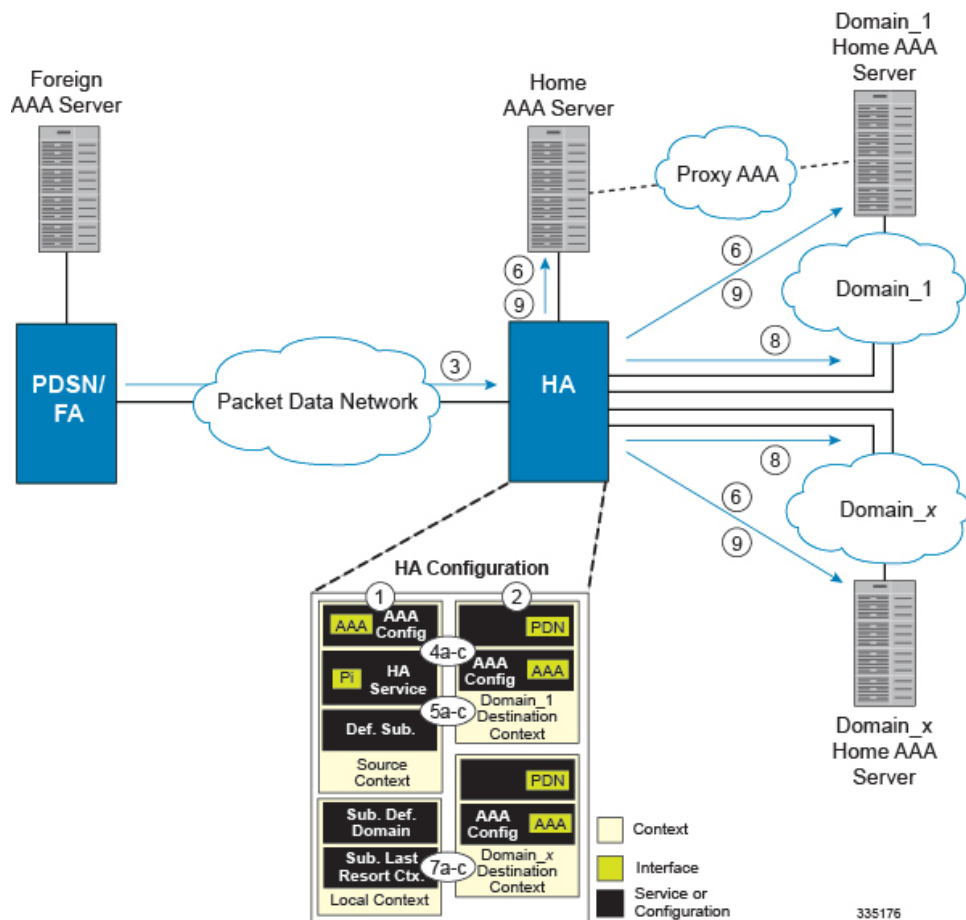 Foreign
AAA Server
Home
AAA Server
Domain_1
Home AAA
Server
Proxy AAA
6
9
6
9
Domain_1
8
PDSN/
FA
Packet Data Network
3
HA
8
6
9
Domain_x
Domain_x
Home AAA
Server
HA Configuration
1
AAA
AAA
Config
Pi
HA
Service
Def. Sub.
Source
Context
Sub. Def.
Domain
Sub. Last
Resort Ctx.
Local Context
4a-c
5a-c
7a-c
2
PDN
AAA
Config
AAA
Domain_1
Destination
Context
PDN
AAA
Config
AAA
Domain_x
Destination
Context
Context
Interface
Service or
Configuration
335176